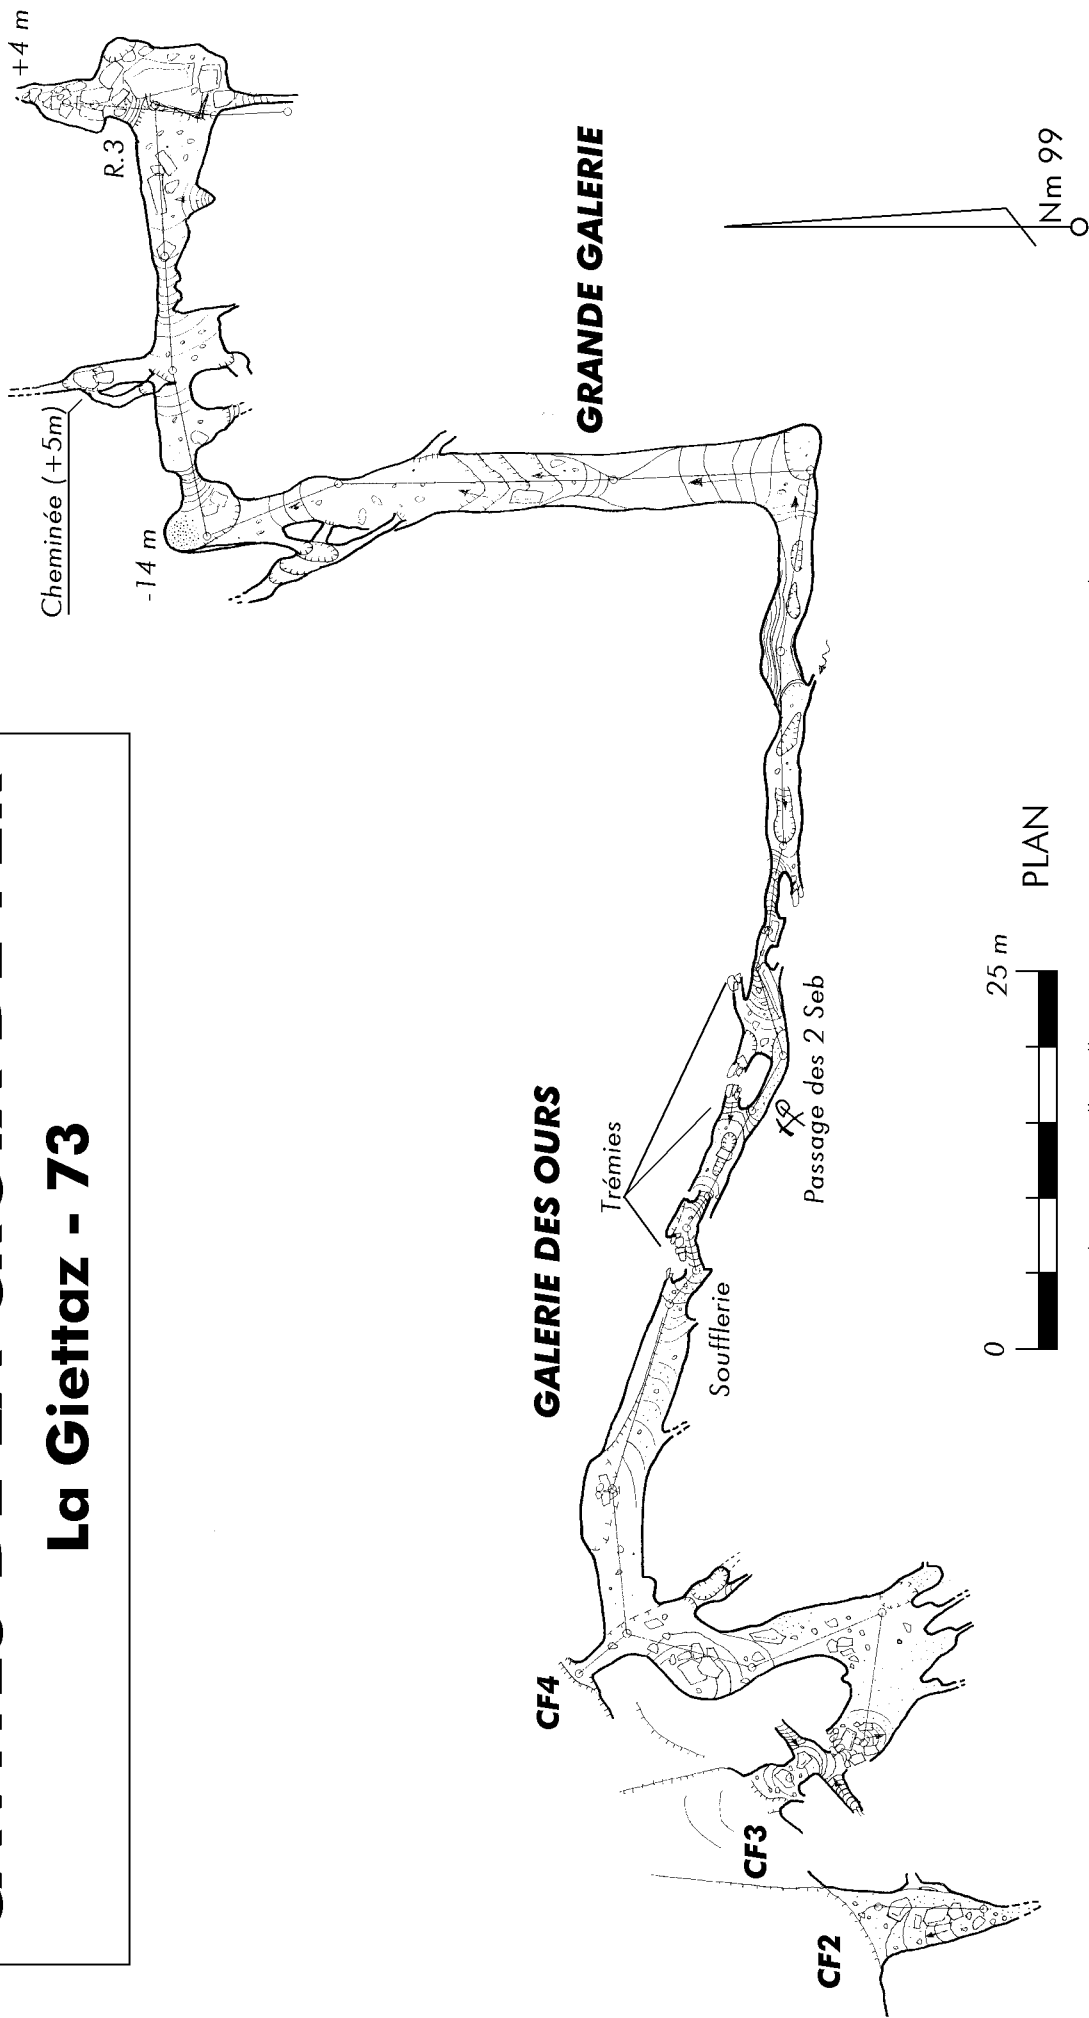 La Giettaz - 73
+4 m
R.3
Cheminée (+5m)
-14 m
GRANDE GALERIE
Nm 99
GALERIE DES OURS
Trémies
Passage des 2 Seb
Soufflerie
CF4
CF3
CF2
PLAN
0
25 m